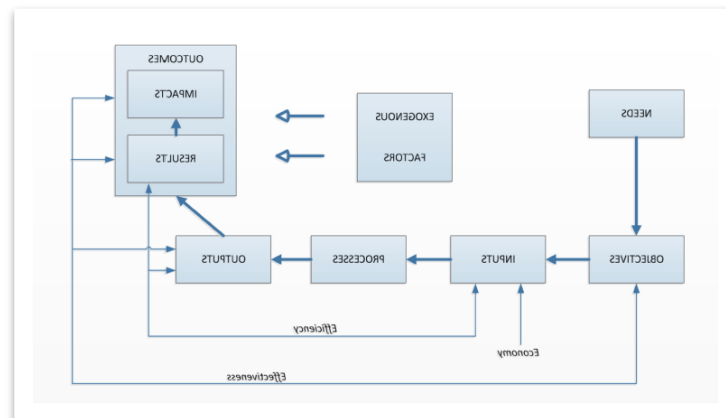 OUTCOMES
IMPACTS
EXOGENOUS
FACTORS
NEEDS
RESULTS
OUTPUTS
PROCESSES
INPUTS
OBJECTIVES
Efficiency
Economy
Effectiveness